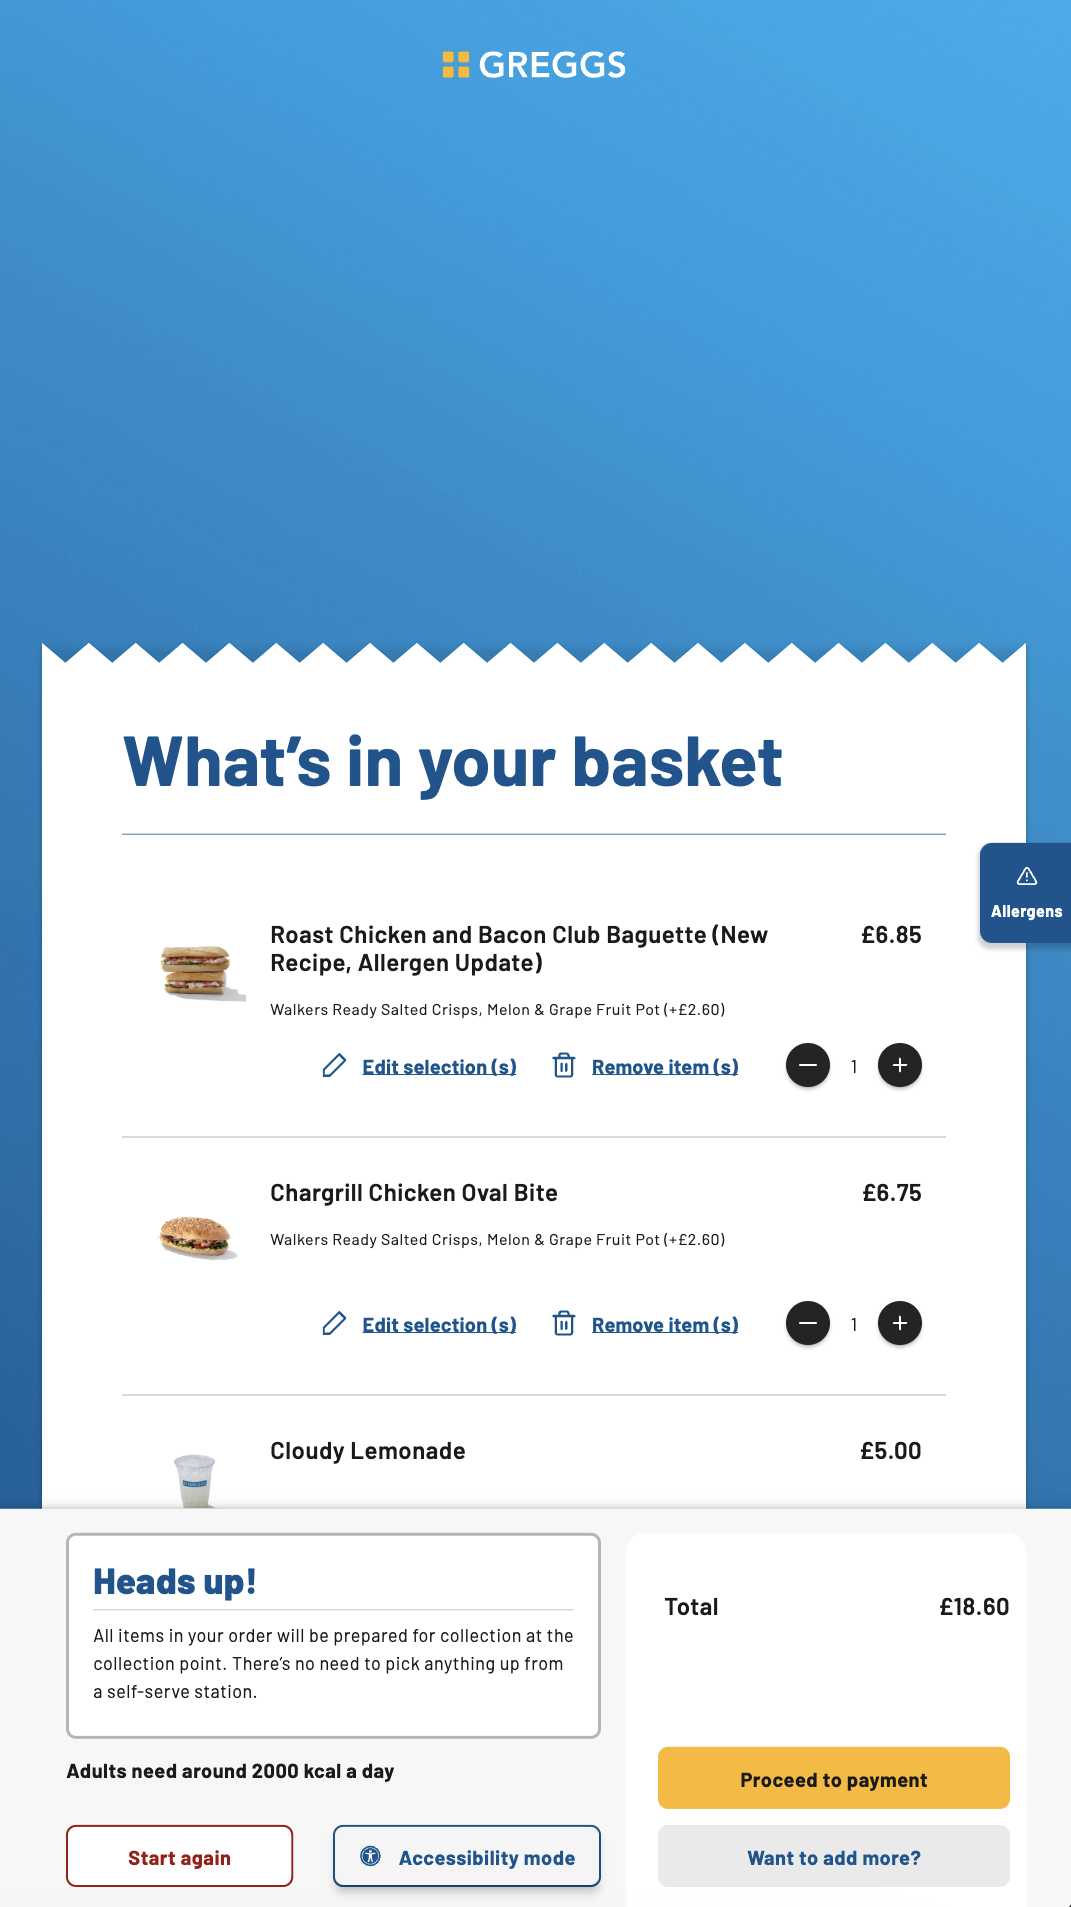 GREGGS
What’s in your basket
Allergens
Roast Chicken and Bacon Club Baguette (New
Recipe, Allergen Update)
£6.85
Walkers Ready Salted Crisps, Melon & Grape Fruit Pot (+£2.60)
Edit selection (s)
Remove item (s)
1
Chargrill Chicken Oval Bite
£6.75
Walkers Ready Salted Crisps, Melon & Grape Fruit Pot (+£2.60)
Edit selection (s)
Remove item (s)
1
Cloudy Lemonade
£5.00
Heads up!
All items in your order will be prepared for collection at the
collection point. There’s no need to pick anything up from
a self-serve station.
Adults need around 2000 kcal a day
Start again
Accessibility mode
Total
£18.60
Proceed to payment
Want to add more?